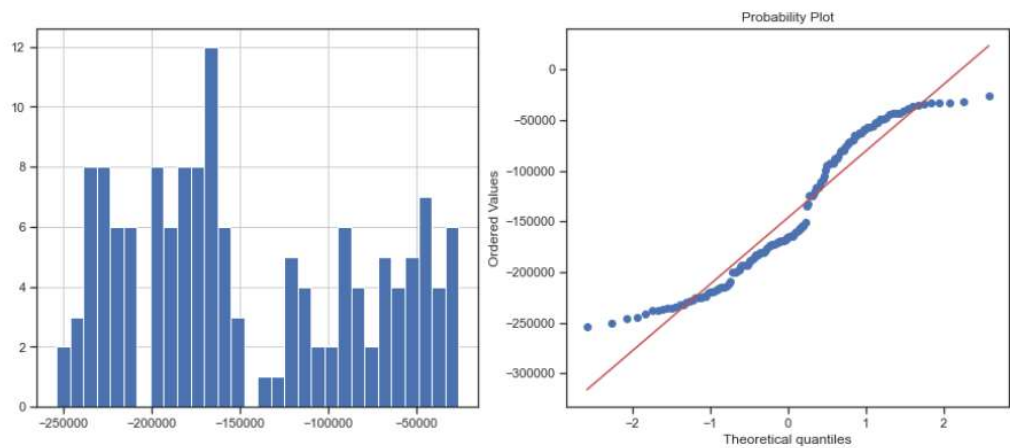 12
10
8
6
4
2
0
-250000 -200000 -150000 -100000 -50000
Probability Plot
0
-50000
-100000
-150000
-200000
-250000
-300000
Ordered Values
-2 -1 0 1 2
Theoretical quantiles